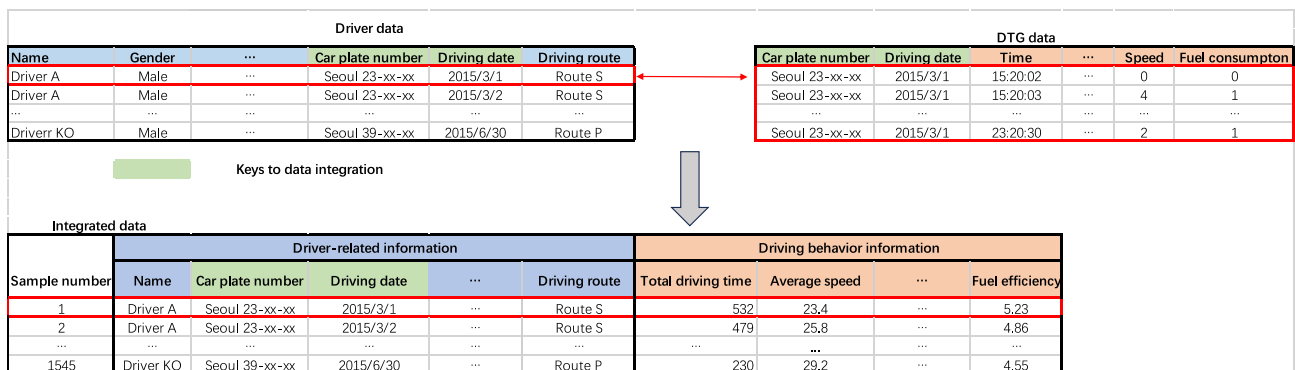 Driver data
DTG data
Name Gender ... Car plate number Driving date Driving route
Car plate number Driving date Time ... Speed Fuel consumpton
Driver A Male ... Seoul 23-xx-xx 2015/3/1 Route S
Seoul 23-xx-xx 2015/3/1 15:20:02 ... 0 0
Driver A Male ... Seoul 23-xx-xx 2015/3/2 Route S
Seoul 23-xx-xx 2015/3/1 15:20:03 ... 4 1
... ... ... ... ... ...
... ... ... ... ... ...
Driverr KO Male ... Seoul 39-xx-xx 2015/6/30 Route P
Seoul 23-xx-xx 2015/3/1 23:20:30 ... 2 1
Keys to data integration
Integrated data
Driver-related information Driving behavior information
Sample number Name Car plate number Driving date ... Driving route Total driving time Average speed ... Fuel efficiency
1 Driver A Seoul 23-xx-xx 2015/3/1 ... Route S 532 23.4 ... 5.23
2 Driver A Seoul 23-xx-xx 2015/3/2 ... Route S 479 25.8 ... 4.86
... ... ... ... ... ... ... ... ... ...
1545 Driver KO Seoul 39-xx-xx 2015/6/30 ... Route P 230 29.2 ... 4.55